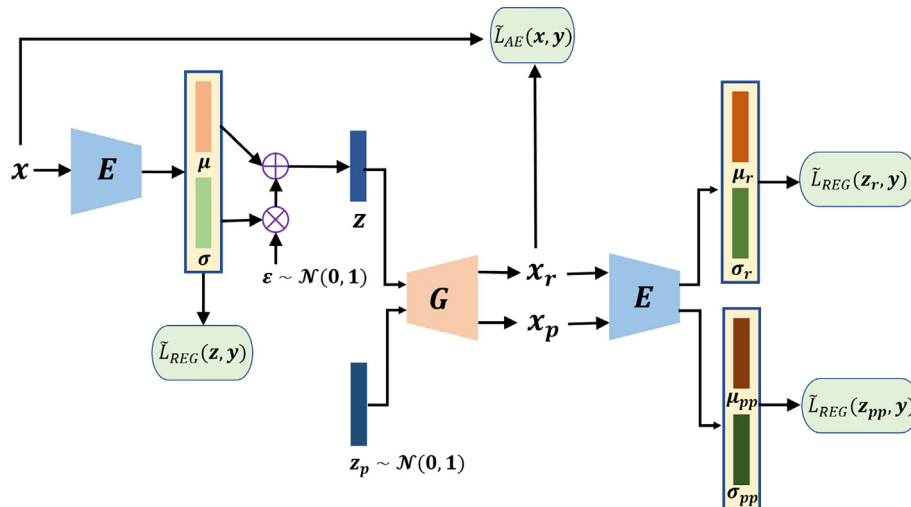 L̃_AE(x, y)
x
E
μ
σ
z
ε ~ 𝒩(0, 1)
L̃_REG(z, y)
G
x_r
x_p
E
z_p ~ 𝒩(0, 1)
μ_r
σ_r
L̃_REG(z_r, y)
μ_pp
σ_pp
L̃_REG(z_pp, y)